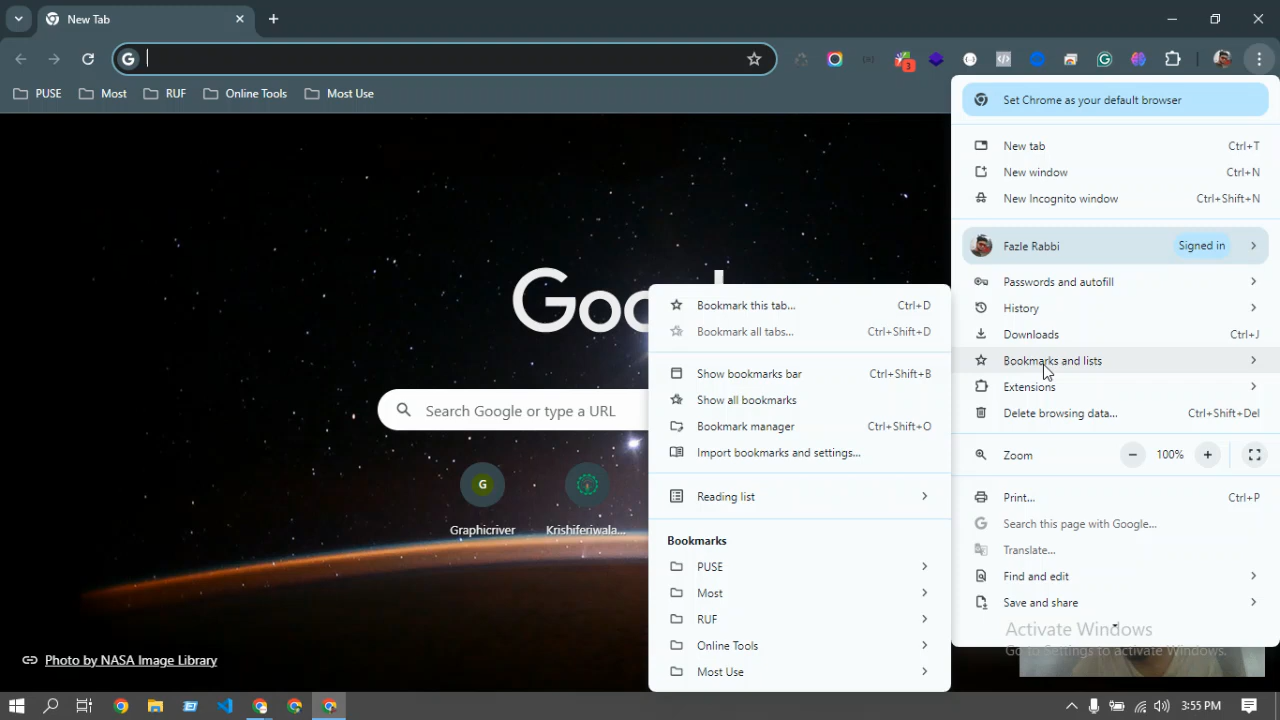 New Tab
G
3
PUSE
Most
RUF
Online Tools
Most Use
Set Chrome as your default browser
New tab Ctrl+T
New window Ctrl+N
New Incognito window Ctrl+Shift+N
Fazle Rabbi Signed in
Passwords and autofill
History
Downloads Ctrl+J
Bookmarks and lists
Extensions
Delete browsing data... Ctrl+Shift+Del
Zoom 100%
Print... Ctrl+P
Search this page with Google...
Translate...
Find and edit
Save and share
Bookmark this tab... Ctrl+D
Bookmark all tabs... Ctrl+Shift+D
Show bookmarks bar Ctrl+Shift+B
Show all bookmarks
Bookmark manager Ctrl+Shift+O
Import bookmarks and settings...
Reading list
Bookmarks
PUSE
Most
RUF
Online Tools
Most Use
Search Google or type a URL
G
Graphicriver
Krishiferiwala...
Photo by NASA Image Library
Activate Windows
Go to Settings to activate Windows.
3:55 PM